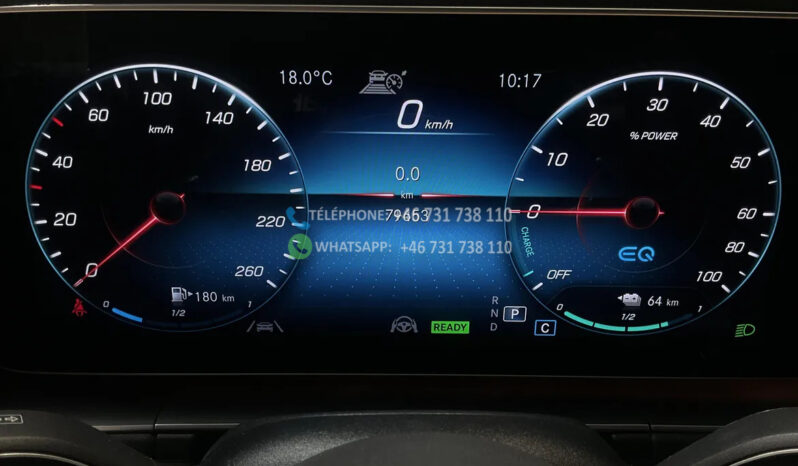 18.0°C
10:17
0 km/h
0.0
km
79653
TÉLÉPHONE: +46 731 738 110
WHATSAPP: +46 731 738 110
0
20
40
60
100
140
180
220
260
km/h
180 km
0 1/2 1
OFF
CHARGE
0
10
20
30
40
50
60
80
100
% POWER
EQ
64 km
0 1/2 1
R
N
D
P
C
READY